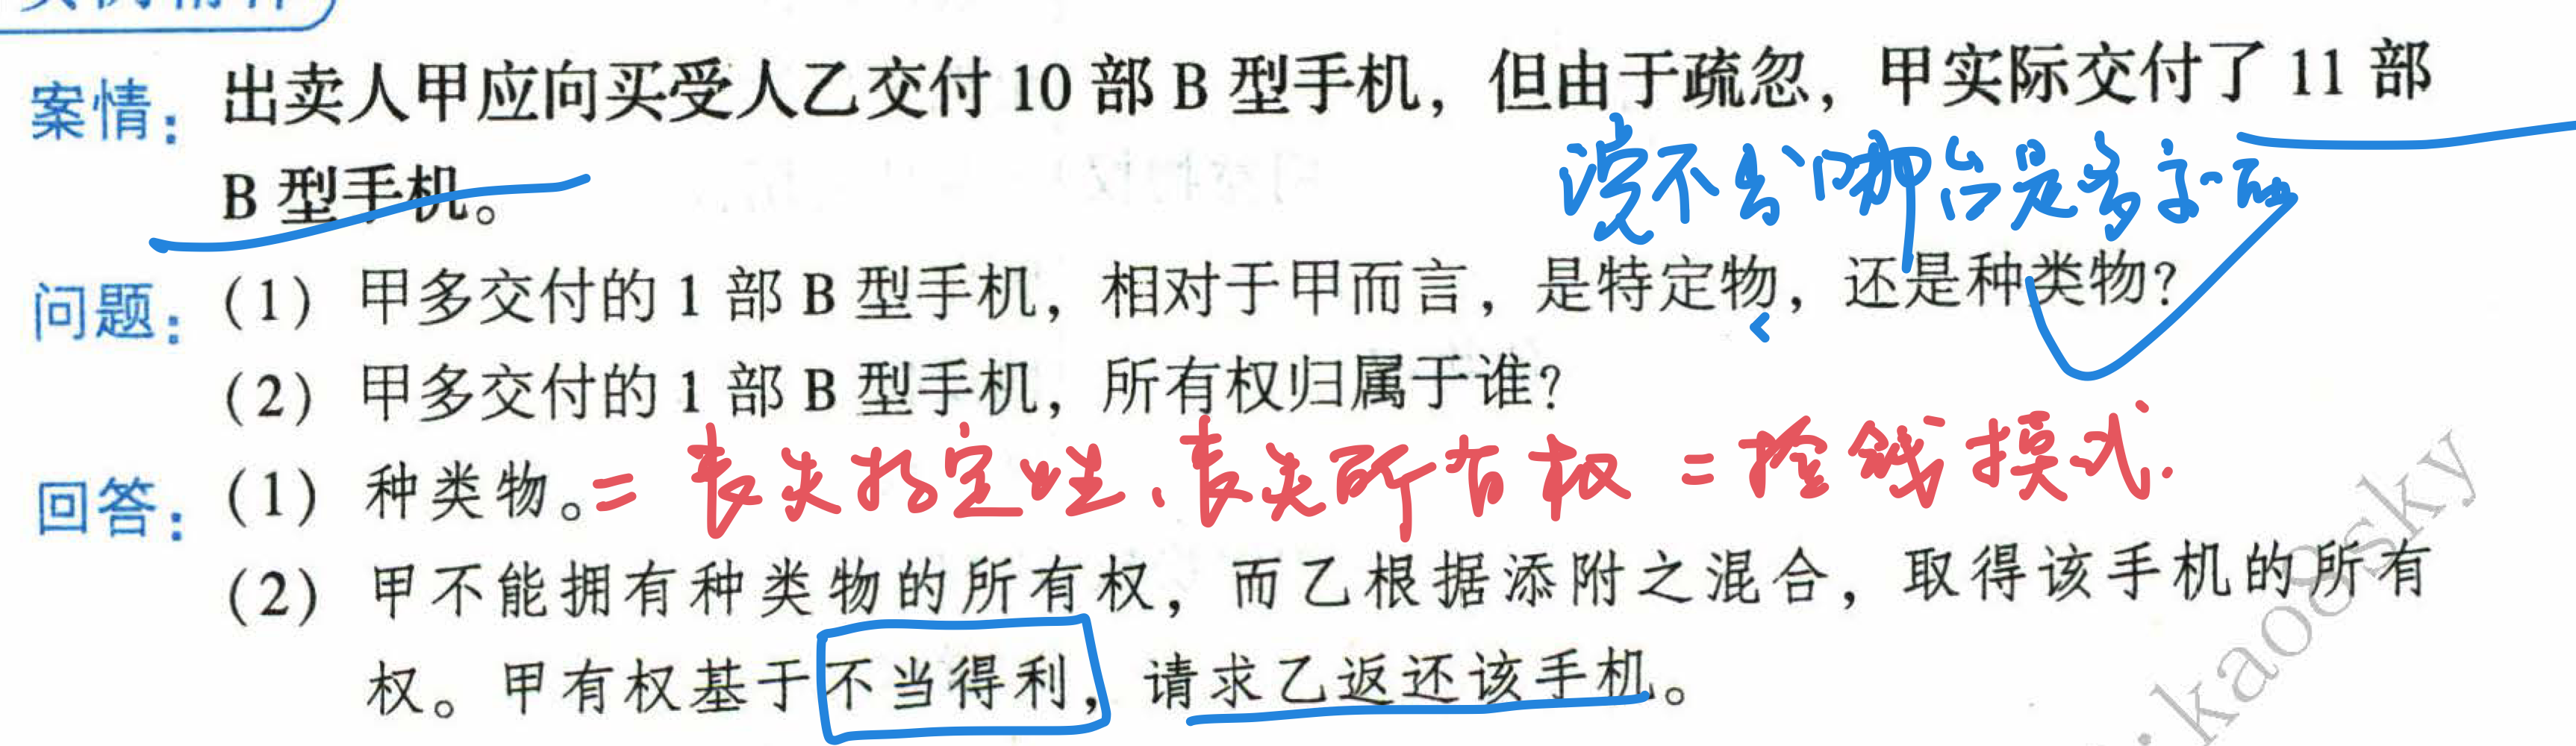 案情：出卖人甲应向买受人乙交付 10 部 B 型手机，但由于疏忽，甲实际交付了 11 部
B 型手机。
说不出哪台是多交的
问题：（1）甲多交付的 1 部 B 型手机，相对于甲而言，是特定物，还是种类物？
（2）甲多交付的 1 部 B 型手机，所有权归属于谁？
回答：（1）种类物。= 丧失特定性、丧失所有权 = 捡钱模式.
（2）甲不能拥有种类物的所有权，而乙根据添附之混合，取得该手机的所有
权。甲有权基于不当得利，请求乙返还该手机。
kao8sky